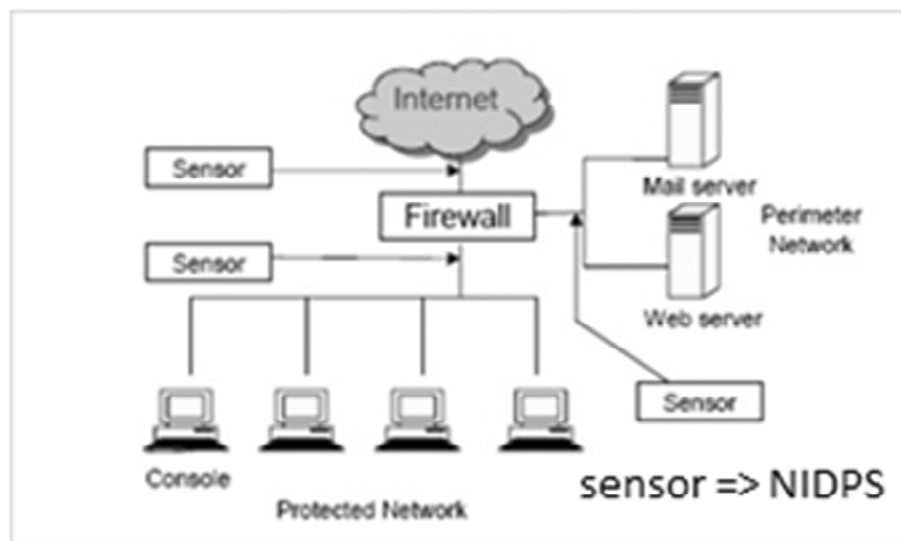 Internet
Sensor
Mail server
Firewall
Perimeter
Network
Sensor
Web server
Sensor
Console
sensor => NIDPS
Protected Network